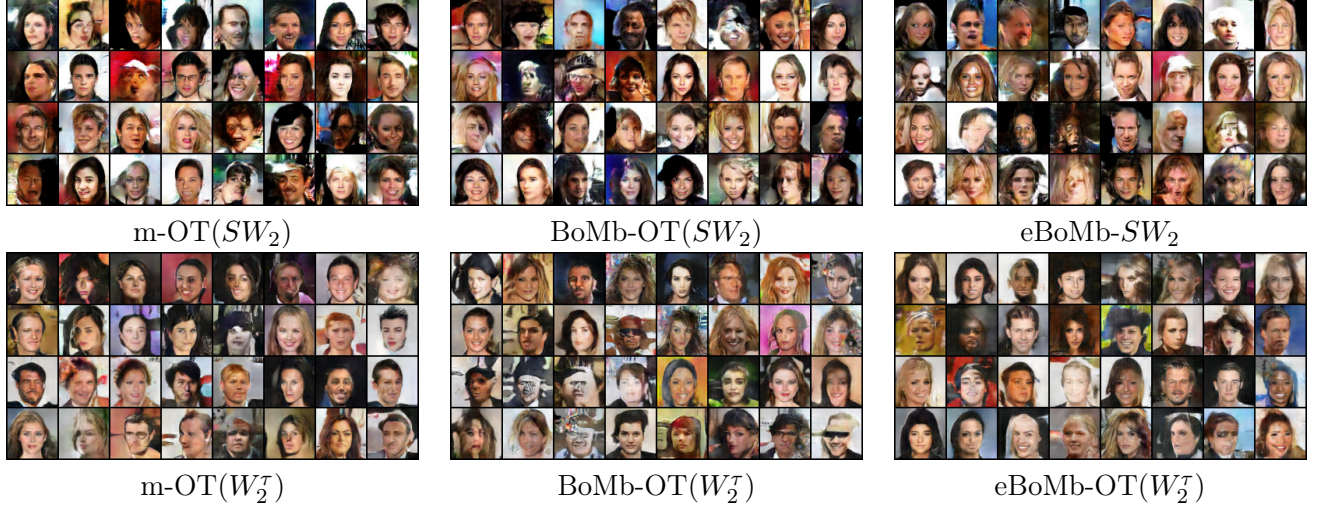 m-OT(SW₂) BoMb-OT(SW₂) eBoMb-SW₂
m-OT(W₂^τ) BoMb-OT(W₂^τ) eBoMb-OT(W₂^τ)